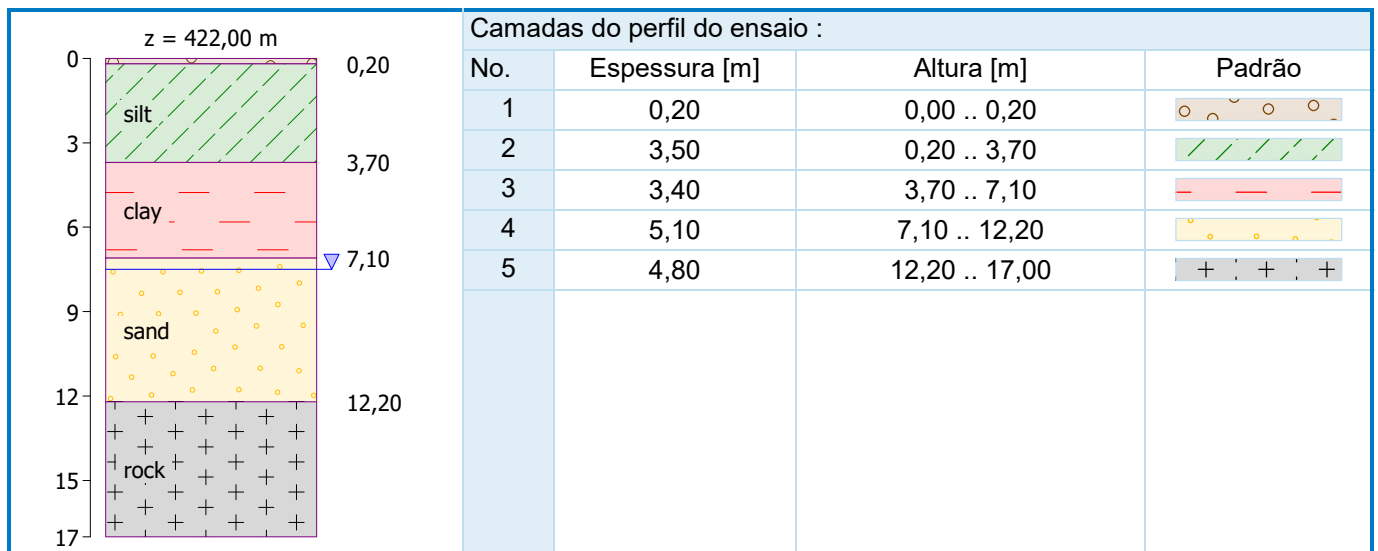 z = 422,00 m
0
0,20
silt
3
3,70
clay
6
7,10
9
sand
12
12,20
rock
15
17
Camadas do perfil do ensaio :
No. Espessura [m] Altura [m] Padrão
1 0,20 0,00 .. 0,20
2 3,50 0,20 .. 3,70
3 3,40 3,70 .. 7,10
4 5,10 7,10 .. 12,20
5 4,80 12,20 .. 17,00